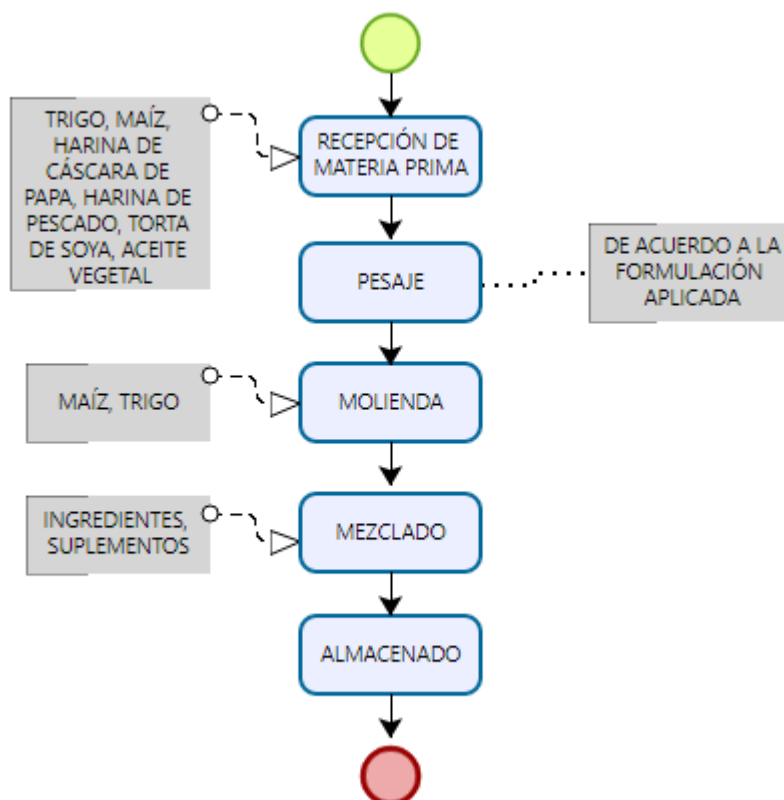 TRIGO, MAÍZ,
HARINA DE
CÁSCARA DE
PAPA, HARINA DE
PESCADO, TORTA
DE SOYA, ACEITE
VEGETAL
RECEPCIÓN DE
MATERIA PRIMA
PESAJE
DE ACUERDO A LA
FORMULACIÓN
APLICADA
MAÍZ, TRIGO
MOLIENDA
INGREDIENTES,
SUPLEMENTOS
MEZCLADO
ALMACENADO